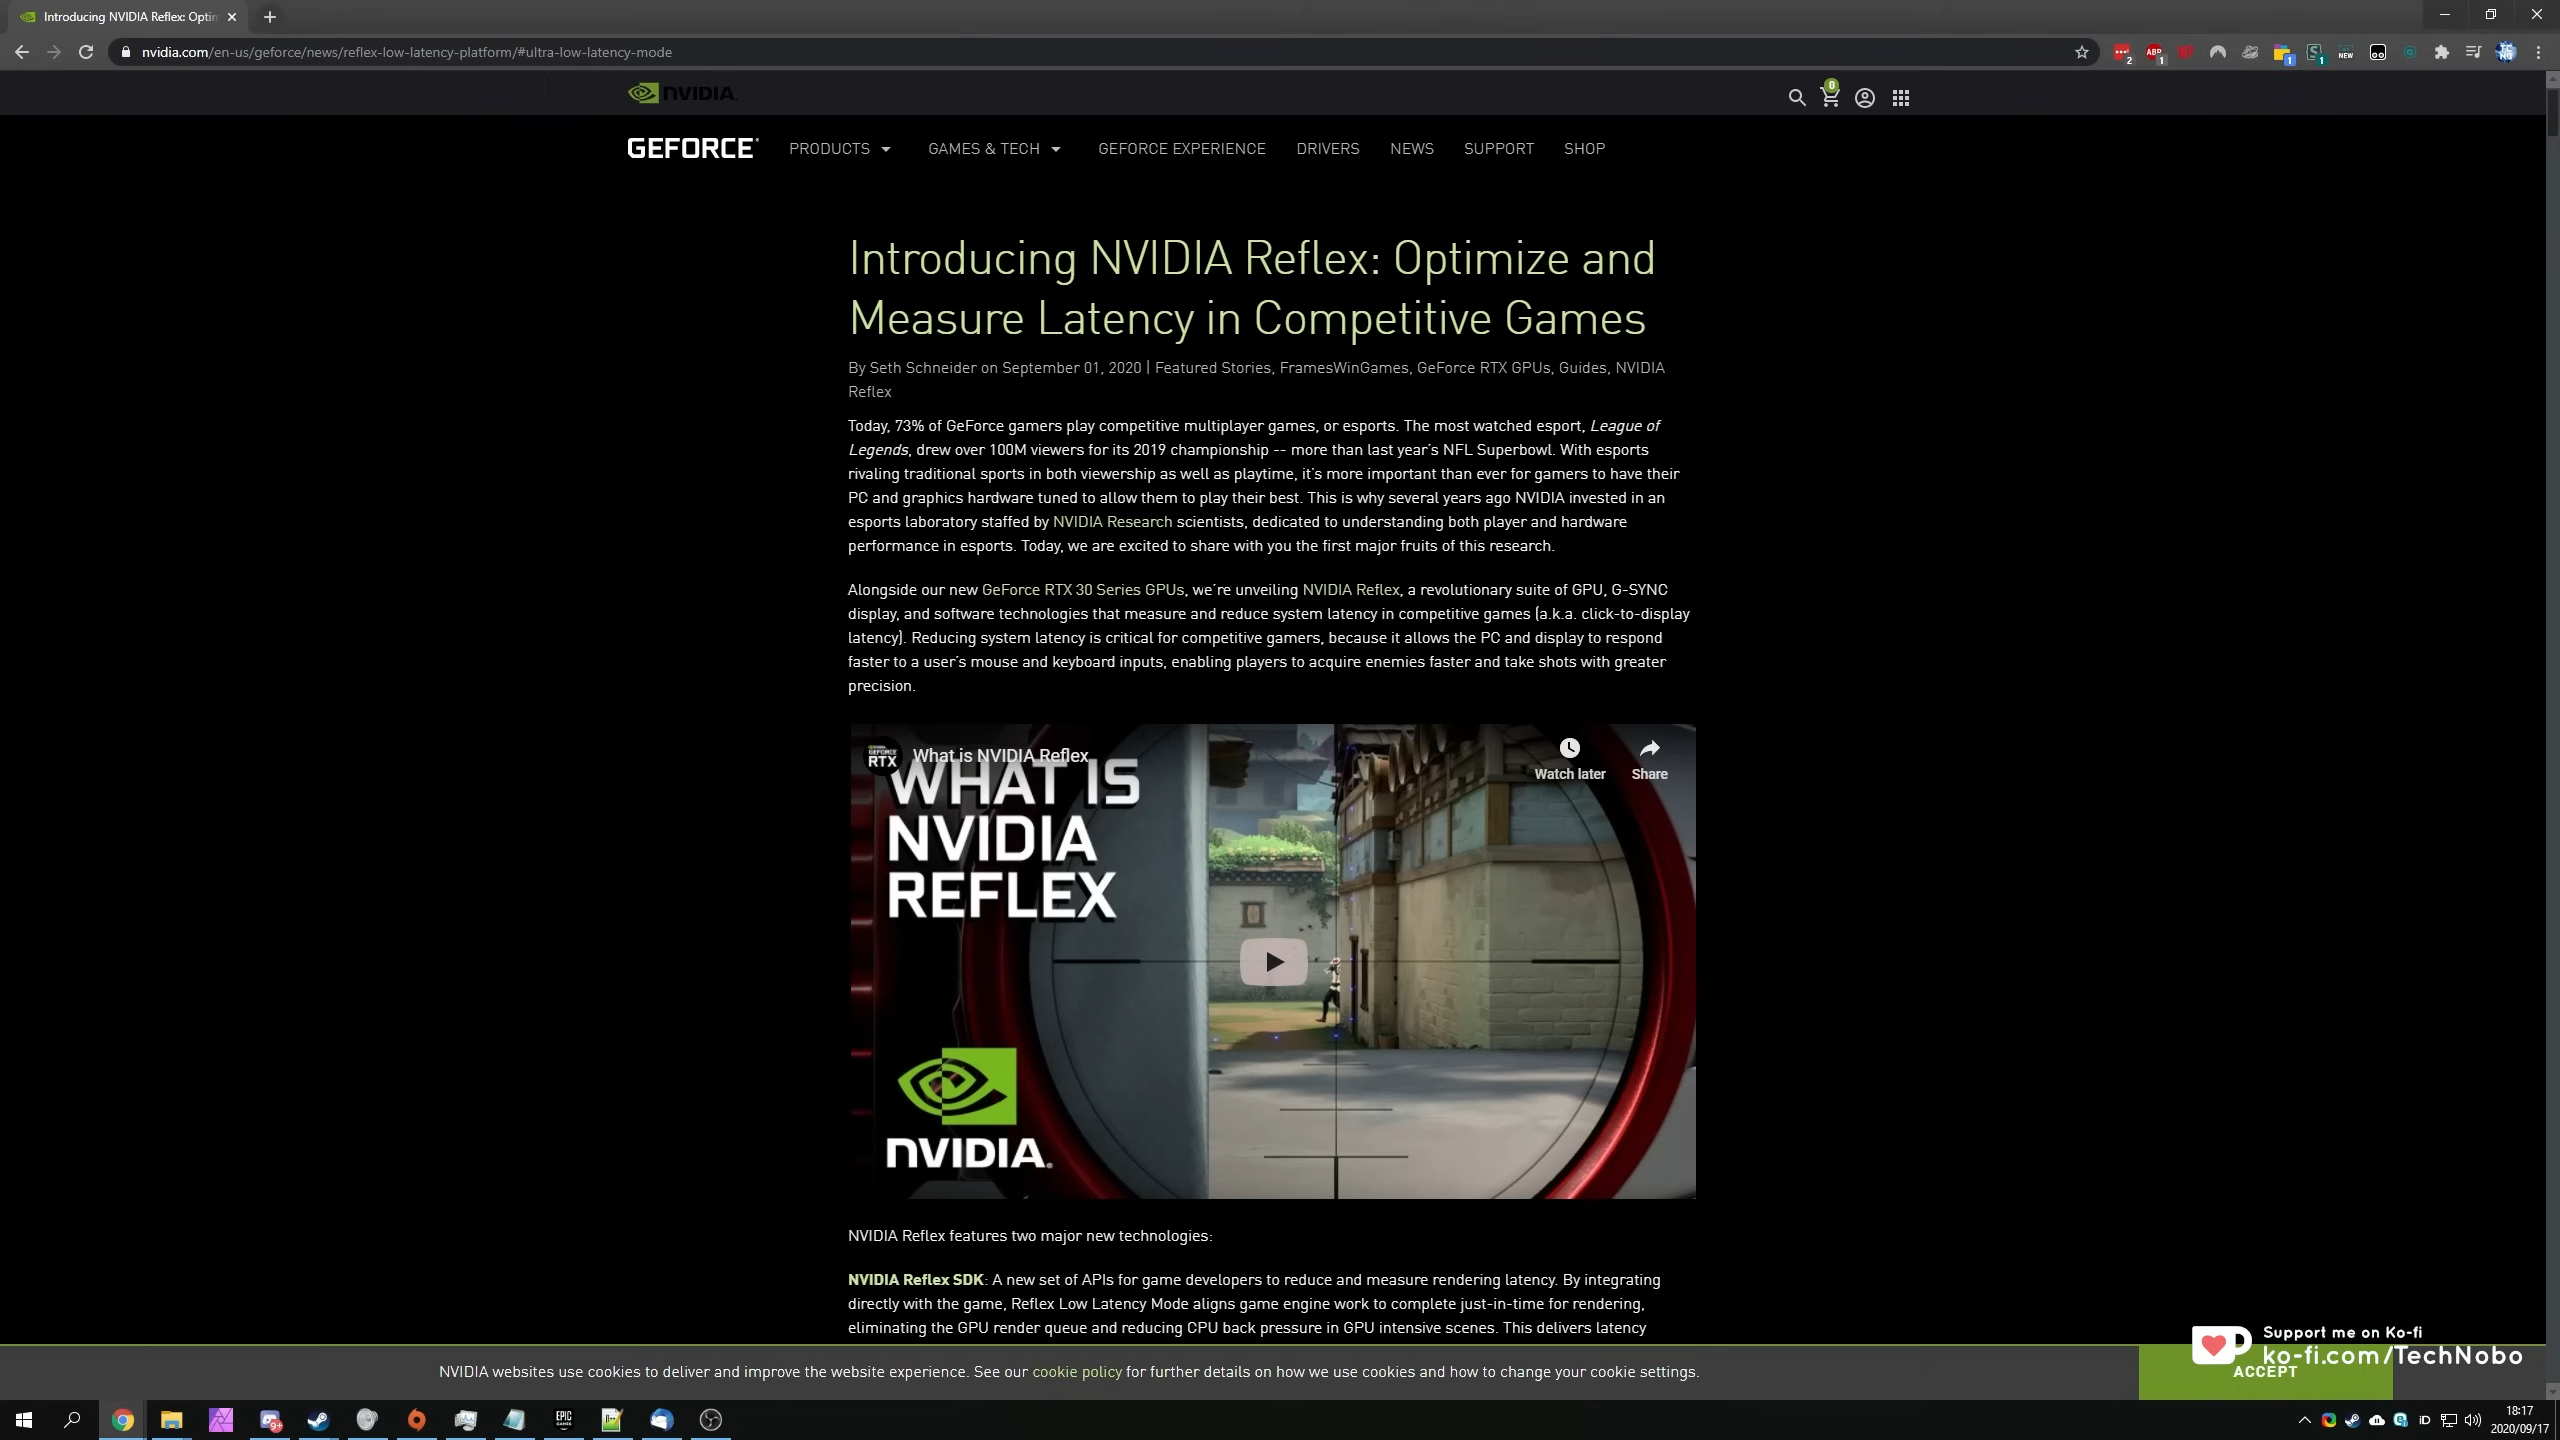 Introducing NVIDIA Reflex: Optim
nvidia.com/en-us/geforce/news/reflex-low-latency-platform/#ultra-low-latency-mode
2
ABP
1
1
1
NEW
NVIDIA.
0
GEFORCE
PRODUCTS
GAMES & TECH
GEFORCE EXPERIENCE
DRIVERS
NEWS
SUPPORT
SHOP
Introducing NVIDIA Reflex: Optimize and
Measure Latency in Competitive Games
By Seth Schneider on September 01, 2020 | Featured Stories, FramesWinGames, GeForce RTX GPUs, Guides, NVIDIA
Reflex
Today, 73% of GeForce gamers play competitive multiplayer games, or esports. The most watched esport, League of
Legends, drew over 100M viewers for its 2019 championship -- more than last year's NFL Superbowl. With esports
rivaling traditional sports in both viewership as well as playtime, it's more important than ever for gamers to have their
PC and graphics hardware tuned to allow them to play their best. This is why several years ago NVIDIA invested in an
esports laboratory staffed by NVIDIA Research scientists, dedicated to understanding both player and hardware
performance in esports. Today, we are excited to share with you the first major fruits of this research.
Alongside our new GeForce RTX 30 Series GPUs, we're unveiling NVIDIA Reflex, a revolutionary suite of GPU, G-SYNC
display, and software technologies that measure and reduce system latency in competitive games (a.k.a. click-to-display
latency). Reducing system latency is critical for competitive gamers, because it allows the PC and display to respond
faster to a user's mouse and keyboard inputs, enabling players to acquire enemies faster and take shots with greater
precision.
GEFORCE
RTX
What is NVIDIA Reflex
Watch later
Share
WHAT IS
NVIDIA
REFLEX
NVIDIA.
NVIDIA Reflex features two major new technologies:
NVIDIA Reflex SDK: A new set of APIs for game developers to reduce and measure rendering latency. By integrating
directly with the game, Reflex Low Latency Mode aligns game engine work to complete just-in-time for rendering,
eliminating the GPU render queue and reducing CPU back pressure in GPU intensive scenes. This delivers latency
NVIDIA websites use cookies to deliver and improve the website experience. See our cookie policy for further details on how we use cookies and how to change your cookie settings.
ACCEPT
Support me on Ko-fi
ko-fi.com/TechNobo
9+
EPIC
GAMES
iD
18:17
2020/09/17